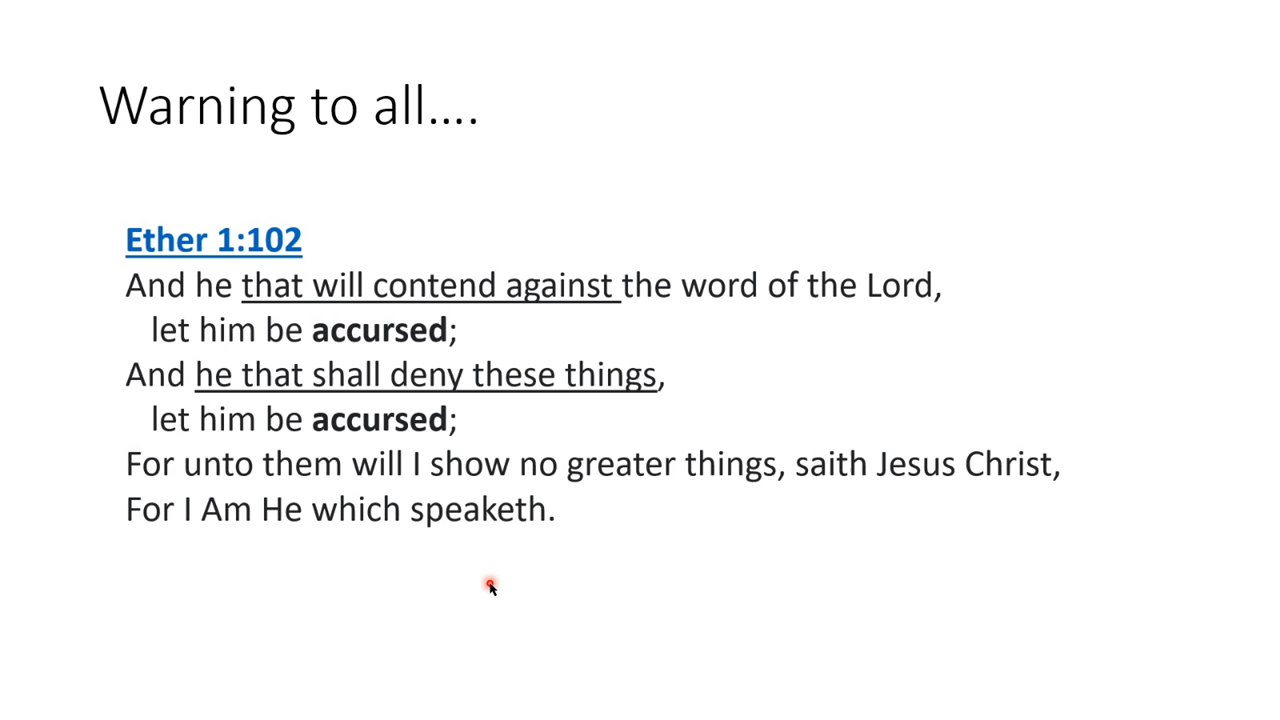 Warning to all....
Ether 1:102
And he that will contend against the word of the Lord,
let him be accursed;
And he that shall deny these things,
let him be accursed;
For unto them will I show no greater things, saith Jesus Christ,
For I Am He which speaketh.